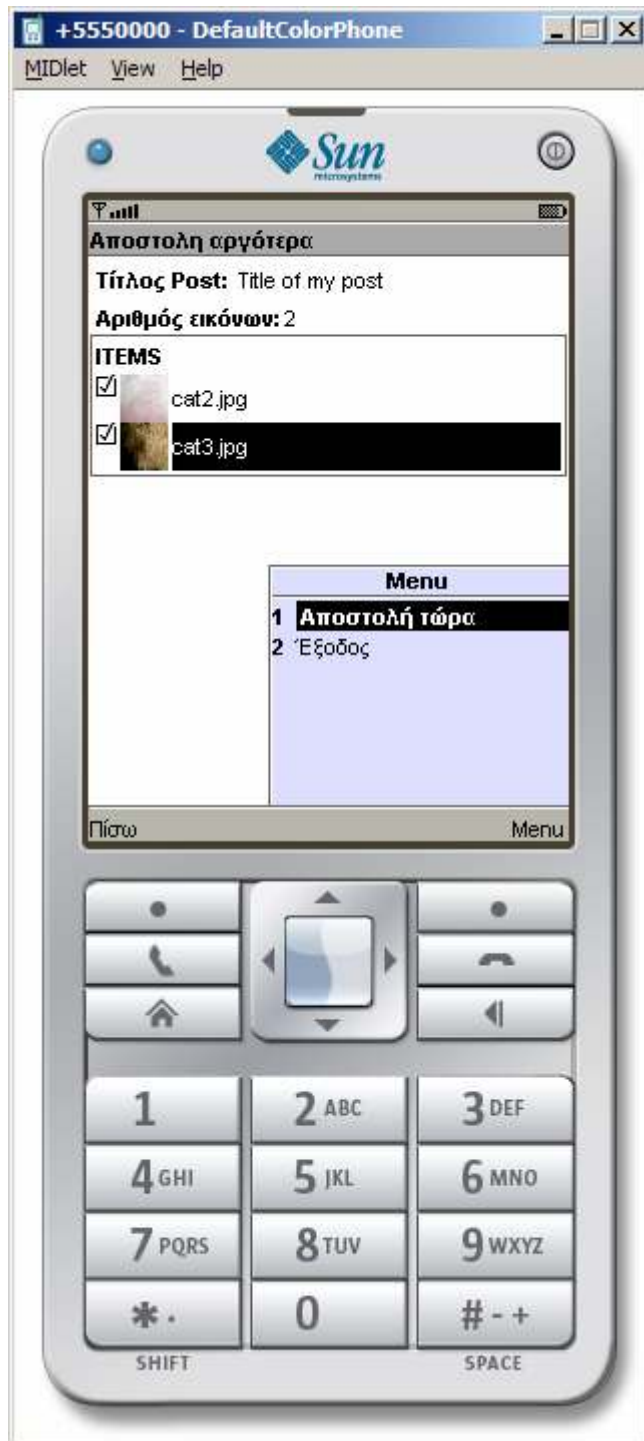 +5550000 - DefaultColorPhone
MIDlet View Help
Sun
microsystems
Αποστολη αργότερα
Τίτλος Post: Title of my post
Αριθμός εικόνων: 2
ITEMS
cat2.jpg
cat3.jpg
Menu
1 Αποστολή τώρα
2 Έξοδος
Πίσω Menu
1 2 ABC 3 DEF
4 GHI 5 JKL 6 MNO
7 PQRS 8 TUV 9 WXYZ
* . 0 # - +
SHIFT SPACE